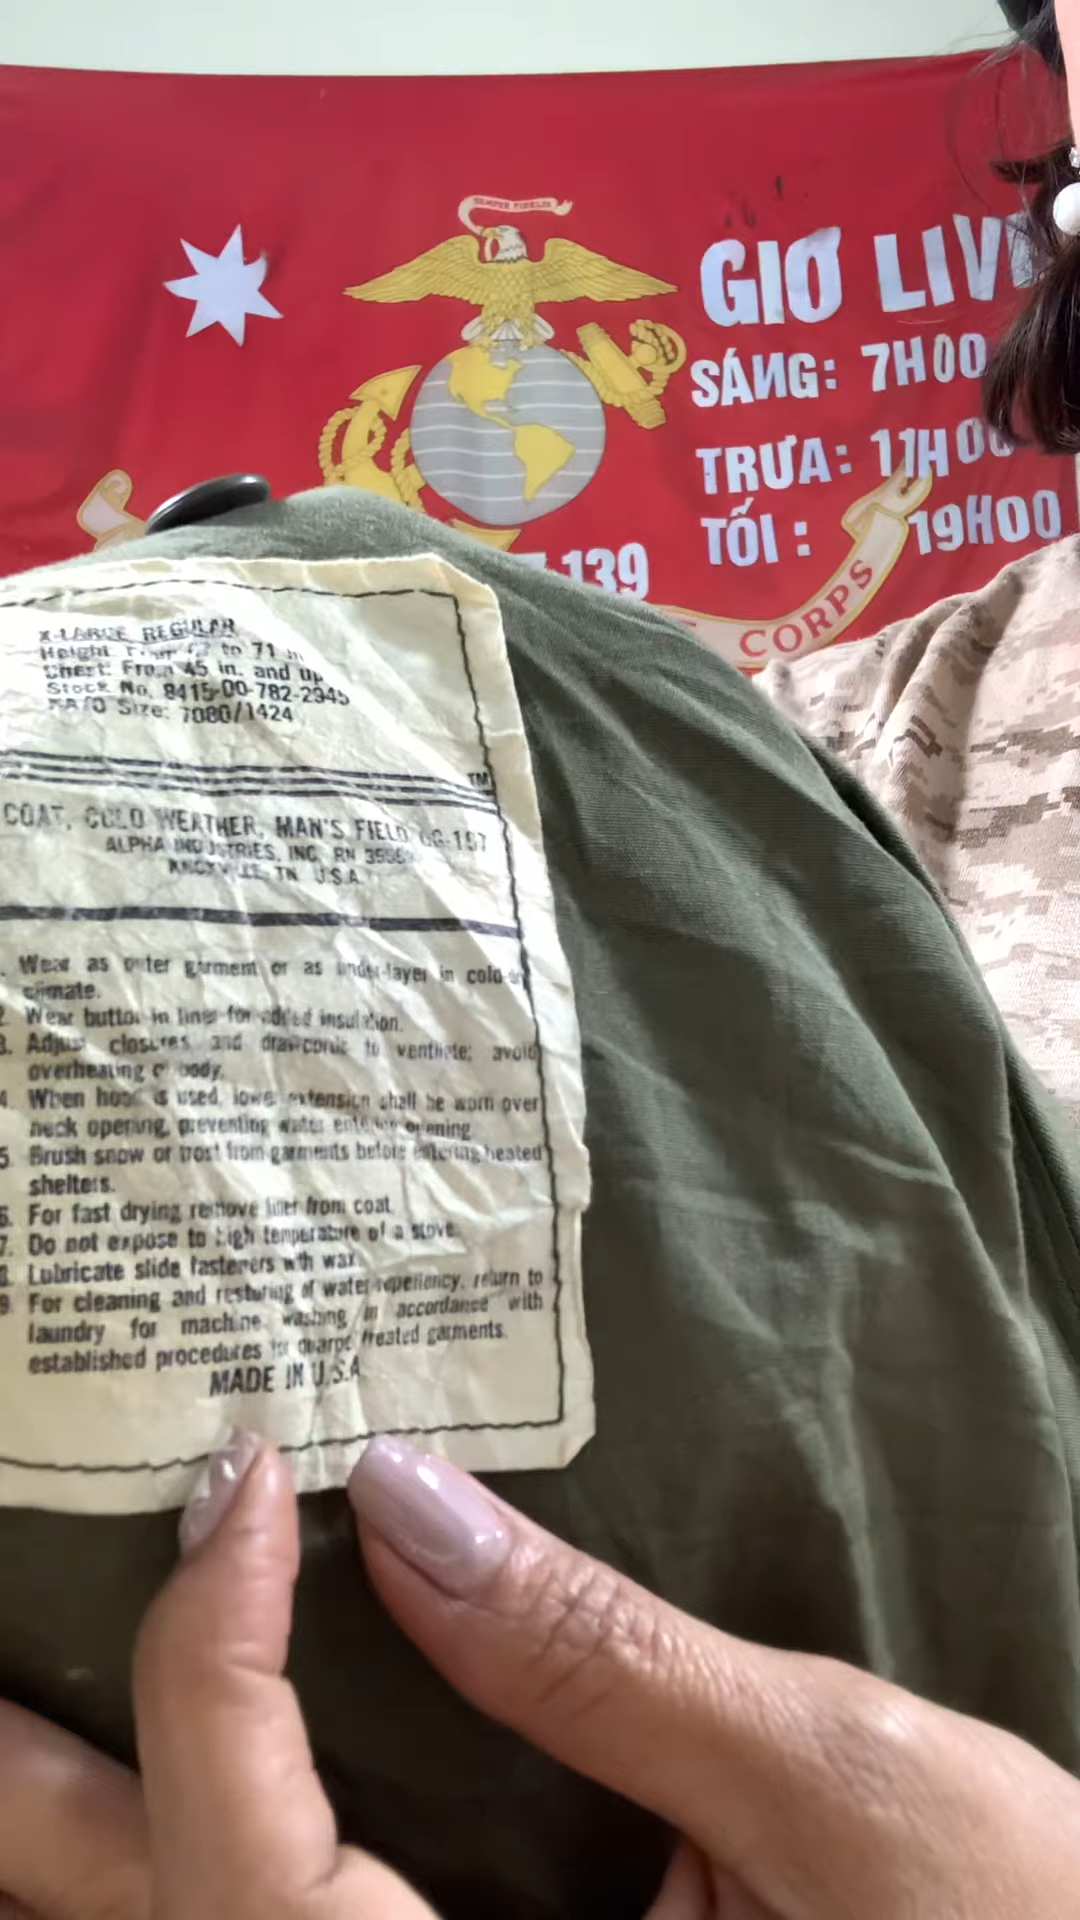 SEMPER FIDELIS
GIỜ LIV
SÁNG: 7H00
TRƯA: 11H00
TỐI : 19H00
139
CORPS
X-LARGE REGULAR
Height: From 67 to 71 in
Chest: From 45 in. and up
Stock No. 8415-00-782-2945
NATO Size: 7080/1424
TM
COAT, COLD WEATHER, MAN'S FIELD OG-107
ALPHA INDUSTRIES, INC. RN
KNOXVILLE, TN U.S.A.
Wear as outer garment or as under-layer in cold
climate.
2. Wear button in liner for added insulation.
3. Adjust closures and drawcords to ventilate; avoid
overheating of body.
4. When hood is used, lower extension shall be worn over
neck opening, preventing water entering opening
5. Brush snow or frost from garments before entering heated
shelters.
6. For fast drying remove liner from coat.
7. Do not expose to high temperature of a stove.
8. Lubricate slide fasteners with wax.
9. For cleaning and restoring of water repellency, return to
laundry for machine washing in accordance with
established procedures for quarpel treated garments.
MADE IN U.S.A.